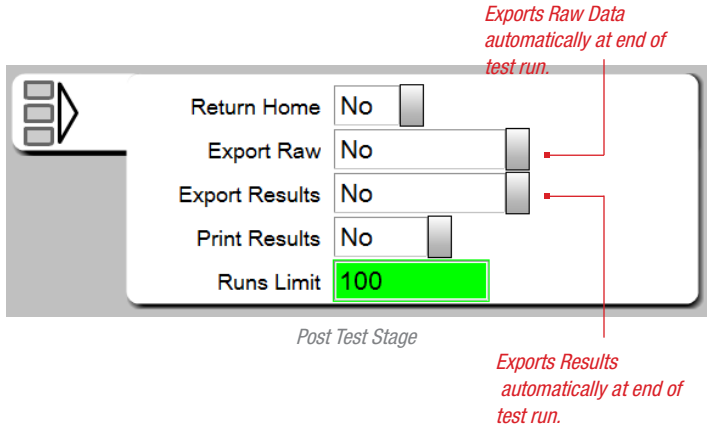 Exports Raw Data
automatically at end of
test run.
Return Home No
Export Raw No
Export Results No
Print Results No
Runs Limit 100
Post Test Stage
Exports Results
automatically at end of
test run.